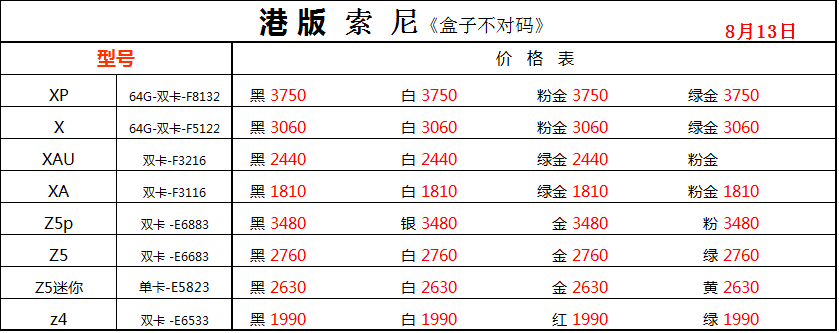 港版 索尼《盒子不对码》 8月13日
型号 价格表
XP 64G-双卡-F8132 黑 3750 白 3750 粉金 3750 绿金 3750
X 64G-双卡-F5122 黑 3060 白 3060 粉金 3060 绿金 3060
XAU 双卡-F3216 黑 2440 白 2440 绿金 2440 粉金
XA 双卡-F3116 黑 1810 白 1810 绿金 1810 粉金 1810
Z5p 双卡 -E6883 黑 3480 银 3480 金 3480 粉 3480
Z5 双卡 -E6683 黑 2760 白 2760 金 2760 绿 2760
Z5迷你 单卡-E5823 黑 2630 白 2630 金 2630 黄 2630
z4 双卡 -E6533 黑 1990 白 1990 红 1990 绿 1990